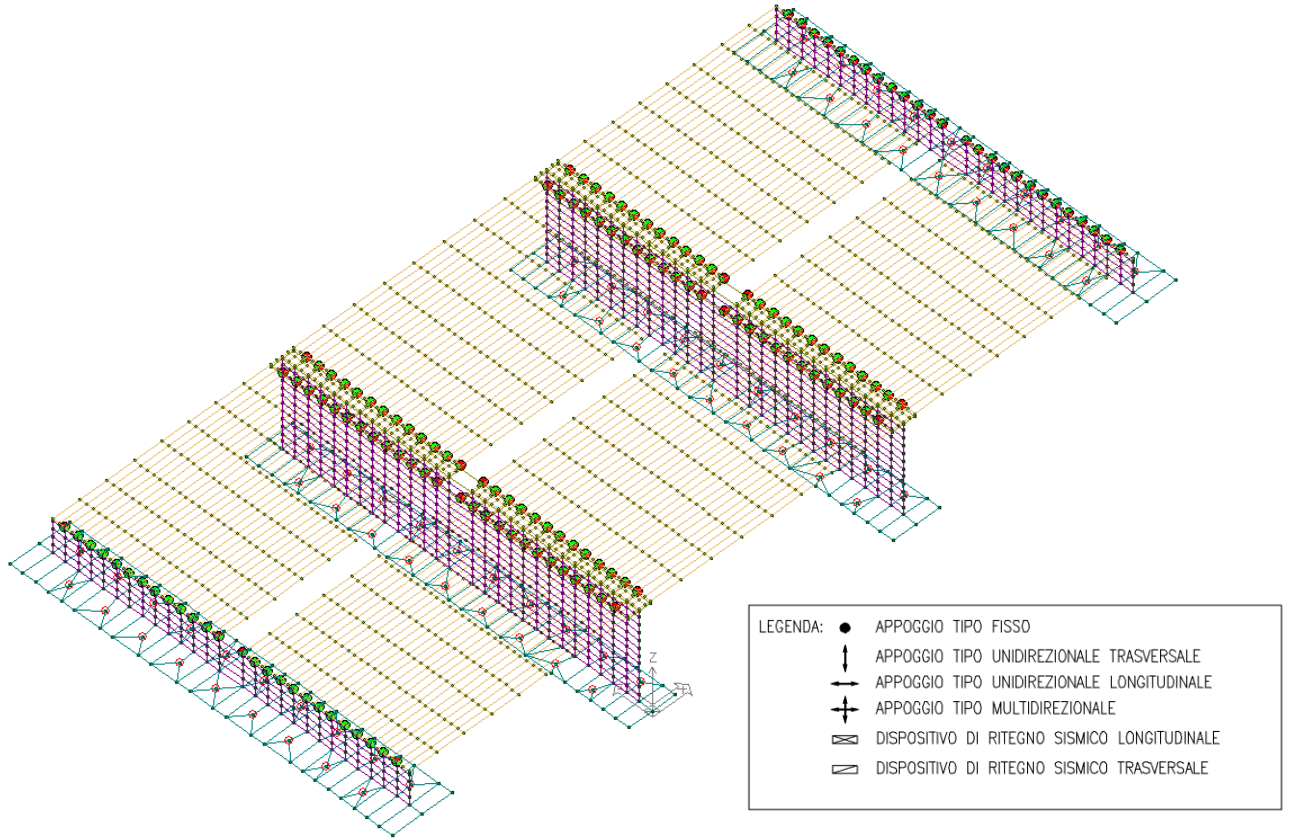 Z
LEGENDA: APPOGGIO TIPO FISSO
APPOGGIO TIPO UNIDIREZIONALE TRASVERSALE
APPOGGIO TIPO UNIDIREZIONALE LONGITUDINALE
APPOGGIO TIPO MULTIDIREZIONALE
DISPOSITIVO DI RITEGNO SISMICO LONGITUDINALE
DISPOSITIVO DI RITEGNO SISMICO TRASVERSALE